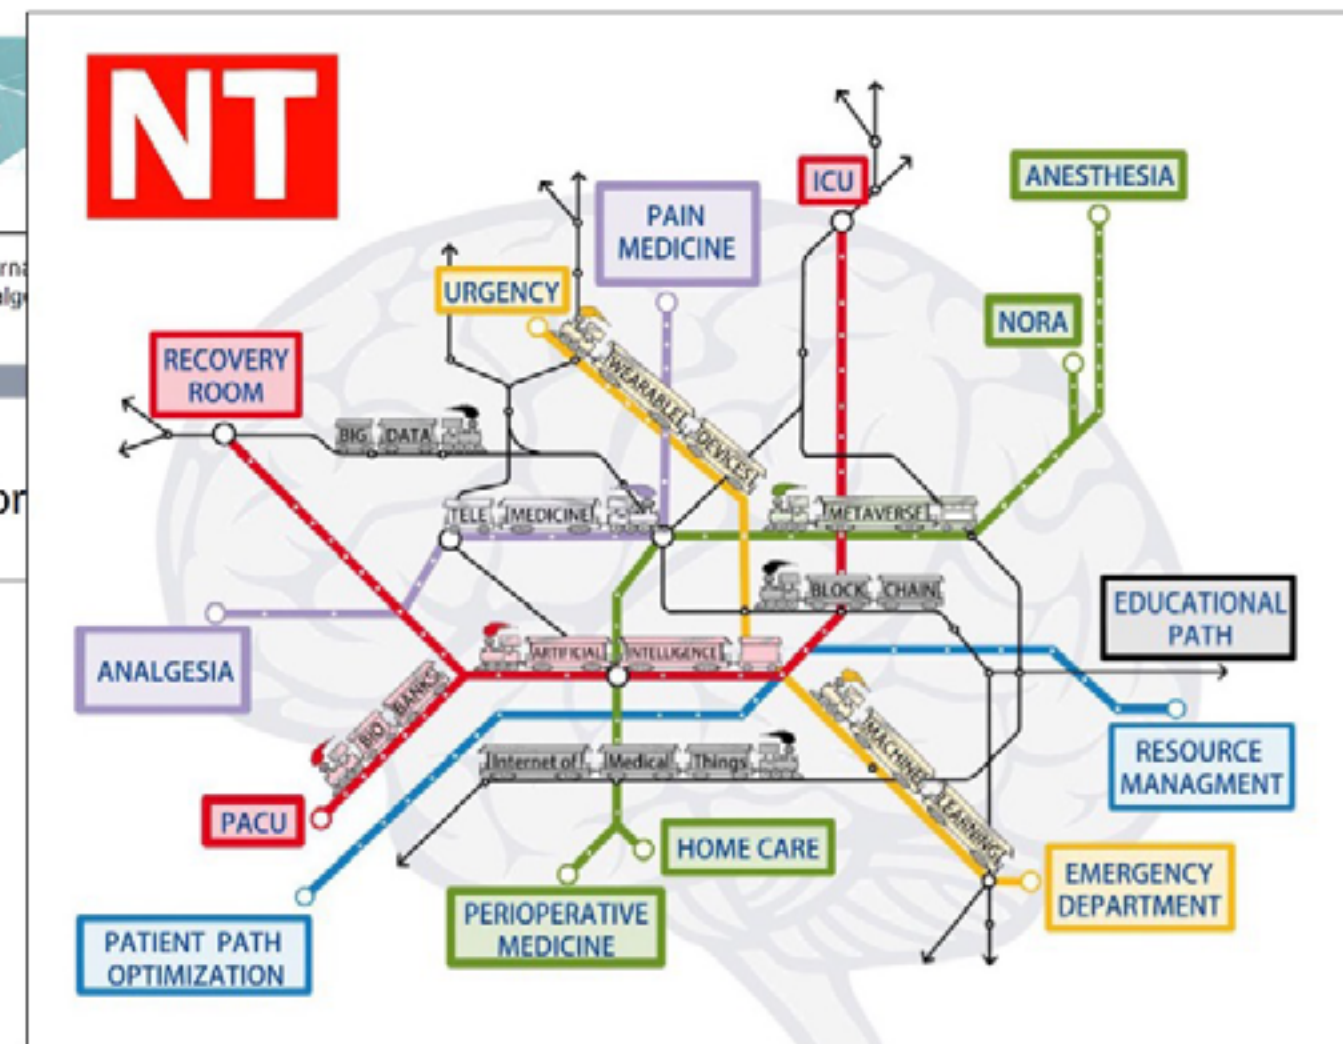 NT
ICU
ANESTHESIA
PAIN
MEDICINE
URGENCY
NORA
RECOVERY
ROOM
BIG DATA
WEARABLE DEVICES
TELE MEDICINE
METAVERSE
BLOCK CHAIN
EDUCATIONAL
PATH
ARTIFICIAL INTELLIGENCE
ANALGESIA
BIO BANKS
MACHINE LEARNING
RESOURCE
MANAGMENT
Internet of Medical Things
PACU
HOME CARE
EMERGENCY
DEPARTMENT
PERIOPERATIVE
MEDICINE
PATIENT PATH
OPTIMIZATION